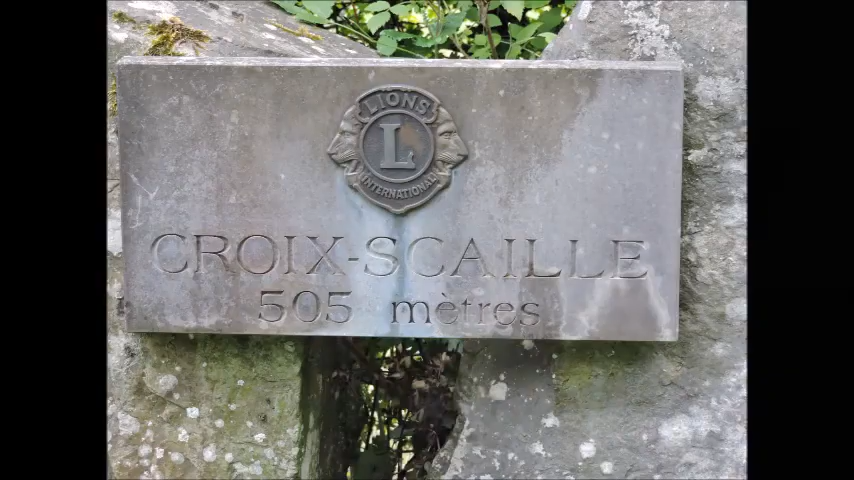 LIONS
L
INTERNATIONAL
CROIX-SCAILLE
505 mètres